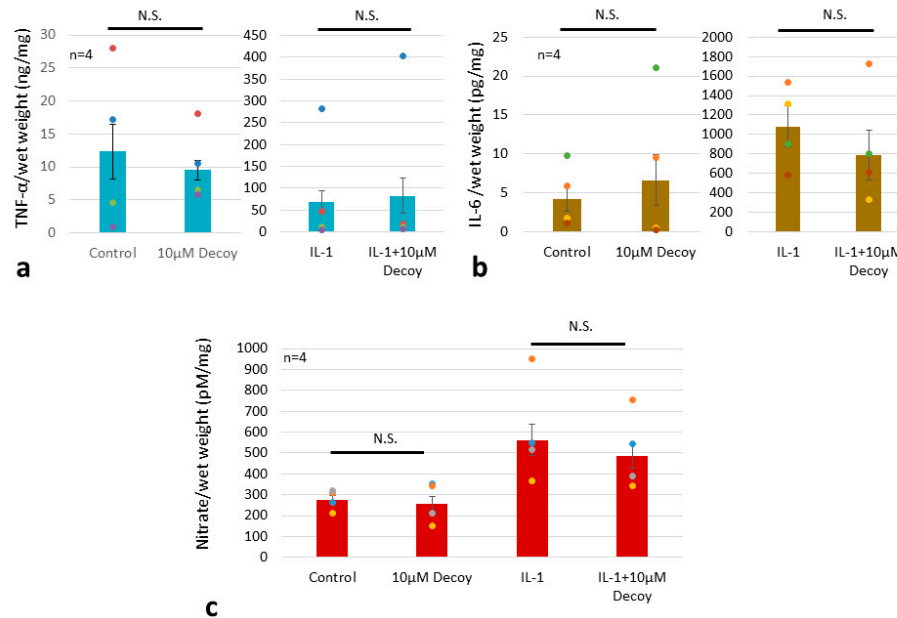 N.S.
N.S.
TNF-α/wet weight (ng/mg)
30
25
20
15
10
5
0
n=4
Control
10µM Decoy
450
400
350
300
250
200
150
100
50
0
IL-1
IL-1+10µM
Decoy
a
N.S.
N.S.
IL-6 /wet weight (pg/mg)
25
20
15
10
5
0
n=4
Control
10µM Decoy
2000
1800
1600
1400
1200
1000
800
600
400
200
0
IL-1
IL-1+10µM
Decoy
b
N.S.
N.S.
Nitrate/wet weight (pM/mg)
1000
900
800
700
600
500
400
300
200
100
0
n=4
Control
10µM Decoy
IL-1
IL-1+10µM
Decoy
c